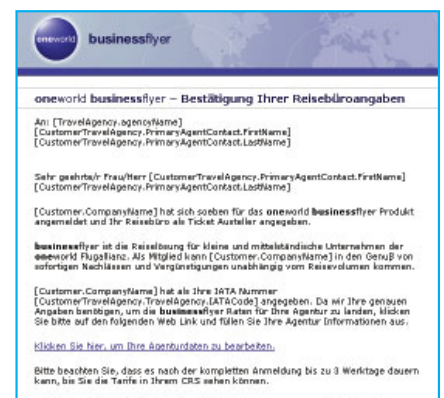 oneworld businessflyer
oneworld businessflyer – Bestätigung Ihrer Reisebüroangaben
An: [TravelAgency.agencyName]
[CustomerTravelAgency.PrimaryAgentContact.FirstName]
[CustomerTravelAgency.PrimaryAgentContact.LastName]
Sehr geehrte/r Frau/Herr [CustomerTravelAgency.PrimaryAgentContact.FirstName]
[CustomerTravelAgency.PrimaryAgentContact.LastName]
[Customer.CompanyName] hat sich soeben für das oneworld businessflyer Produkt
angemeldet und Ihr Reisebüro als Ticket Austeller angegeben.
businessflyer ist die Reiselösung für kleine und mittelständische Unternehmen der
oneworld Flugallianz. Als Mitglied kann [Customer.CompanyName] in den Genuß von
sofortigen Nachlässen und Vergünstigungen unabhängig vom Reisevolumen kommen.
[Customer.CompanyName] hat als Ihre IATA Nummer
[CustomerTravelAgency.TravelAgency.IATACode] angegeben. Da wir Ihre genauen
Angaben benötigen, um die businessflyer Raten für Ihre Agentur zu landen, klicken
Sie bitte auf den folgenden Web Link und füllen Sie Ihre Agentur Informationen aus.
Klicken Sie hier, um Ihre Agenturdaten zu bearbeiten.
Bitte beachten Sie, dass es nach der kompletten Anmeldung bis zu 3 Werktage dauern
kann, bis Sie die Tarife in Ihrem CRS sehen können.